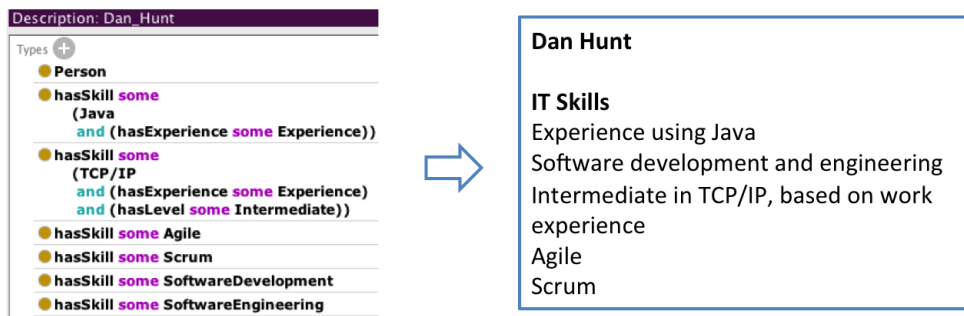 Description: Dan_Hunt
Types
Person
hasSkill some
(Java
and (hasExperience some Experience))
hasSkill some
(TCP/IP
and (hasExperience some Experience)
and (hasLevel some Intermediate))
hasSkill some Agile
hasSkill some Scrum
hasSkill some SoftwareDevelopment
hasSkill some SoftwareEngineering
Dan Hunt
IT Skills
Experience using Java
Software development and engineering
Intermediate in TCP/IP, based on work
experience
Agile
Scrum